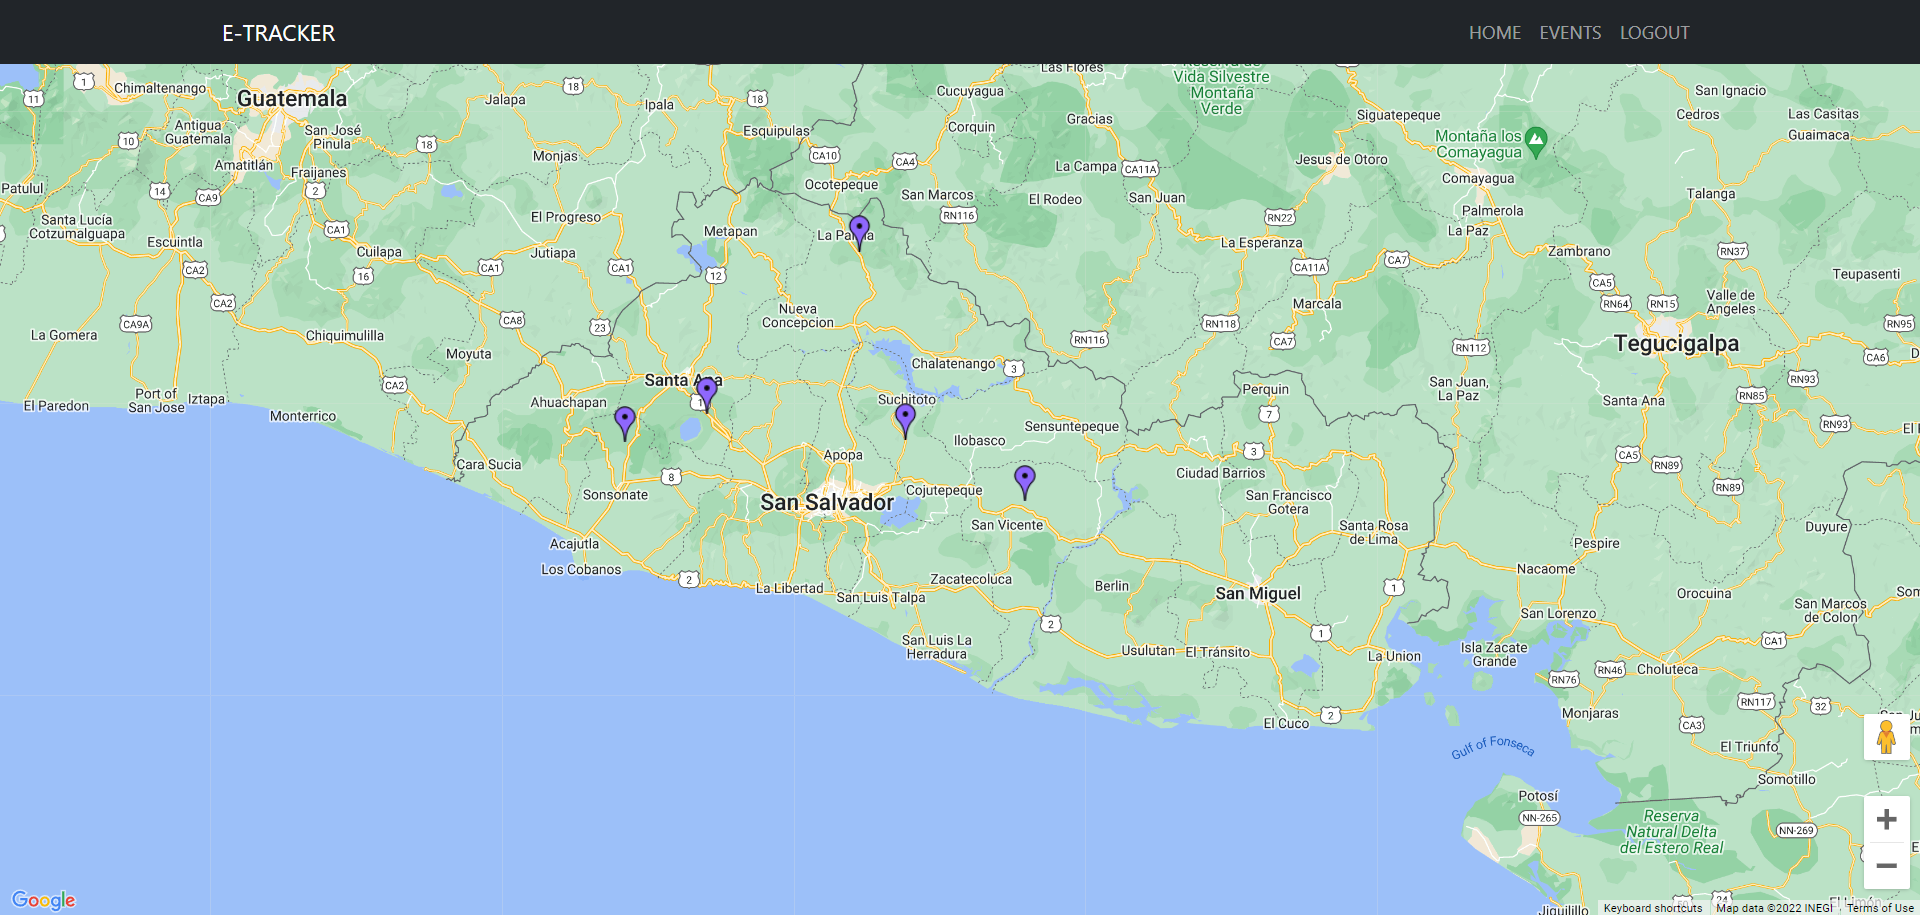 E-TRACKER
HOME EVENTS LOGOUT
Las Flores
Vida Silvestre
Montaña
Verde
Chimaltenango
Guatemala
Jalapa
Ipala
Cucuyagua
San Ignacio
Antigua
Guatemala
San José
Pinula
Esquipulas
Corquin
Gracias
Siguatepeque
Cedros
Las Casitas
Guaimaca
Montaña los
Comayagua
Amatitlán
Fraijanes
Monjas
La Campa
Jesus de Otoro
Patulul
Ocotepeque
San Marcos
El Rodeo
San Juan
Comayagua
Talanga
Santa Lucía
Cotzumalguapa
Escuintla
El Progreso
Metapan
Palmerola
La Paz
Cuilapa
Jutiapa
La Esperanza
Zambrano
Teupasenti
La Gomera
Chiquimulilla
Nueva
Concepcion
Marcala
Valle de
Angeles
Moyuta
Chalatenango
Tegucigalpa
Santa Ana
Ahuachapan
Suchitoto
Perquin
San Juan,
La Paz
Santa Ana
El Paredon
Port of
San Jose
Iztapa
Monterrico
Sensuntepeque
Ilobasco
Cara Sucia
Apopa
Ciudad Barrios
Sonsonate
San Salvador
Cojutepeque
San Francisco
Gotera
San Vicente
Santa Rosa
de Lima
Duyure
Acajutla
Los Cobanos
Pespire
Nacaome
La Libertad
San Luis Talpa
Zacatecoluca
Berlin
San Miguel
Orocuina
San Marcos
de Colon
San Lorenzo
San Luis La
Herradura
Usulutan
El Tránsito
La Union
Isla Zacate
Grande
Choluteca
El Cuco
Monjaras
Gulf of Fonseca
El Triunfo
Somotillo
Potosí
Reserva
Natural Delta
del Estero Real
Jiquilillo
1
11
18
18
10
18
CA10
CA4
CA11A
14
CA9
2
RN116
RN22
CA1
CA2
CA1
CA1
12
16
CA11A
CA7
RN37
CA5
CA2
CA9A
CA8
23
RN118
RN64
RN15
RN95
CA7
RN116
RN112
CA6
3
CA2
RN93
RN85
1
7
RN93
3
CA5
RN89
8
RN89
2
1
2
1
CA1
RN46
RN76
RN117
32
2
CA3
NN-265
NN-269
24
Google
Keyboard shortcuts
Map data ©2022 INEGI
Terms of Use